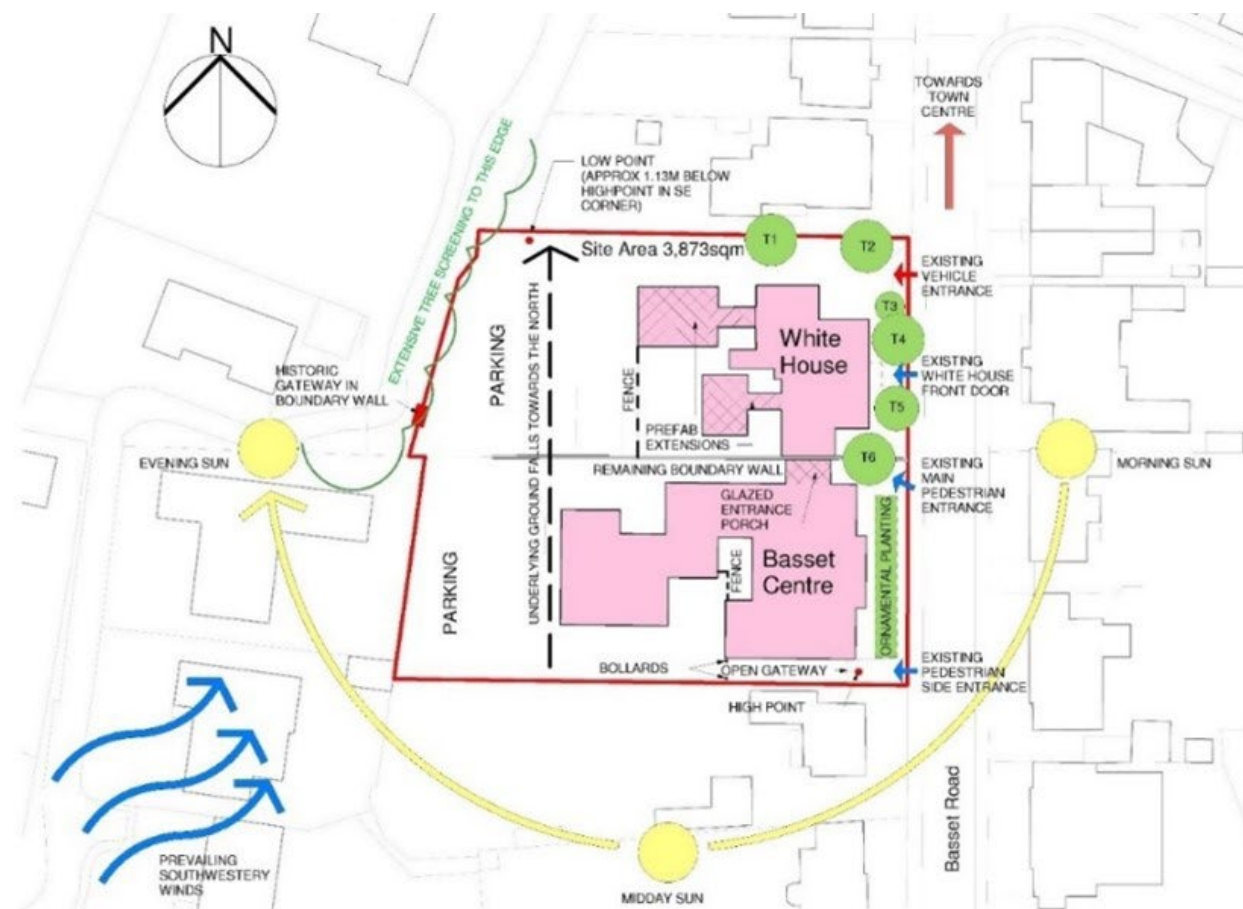 N
TOWARDS
TOWN
CENTRE
EXTENSIVE TREE SCREENING TO THIS EDGE
LOW POINT
(APPROX 1.13M BELOW
HIGHPOINT IN SE
CORNER)
T1
T2
Site Area 3,873sqm
EXISTING
VEHICLE
ENTRANCE
T3
T4
White
House
HISTORIC
GATEWAY IN
BOUNDARY WALL
PARKING
UNDERLYING GROUND FALLS TOWARDS THE NORTH
FENCE
EXISTING
WHITE HOUSE
FRONT DOOR
T5
PREFAB
EXTENSIONS
EVENING SUN
REMAINING BOUNDARY WALL
T6
EXISTING
MAIN
PEDESTRIAN
ENTRANCE
MORNING SUN
GLAZED
ENTRANCE
PORCH
PARKING
FENCE
Basset
Centre
ORNAMENTAL PLANTING
BOLLARDS
OPEN GATEWAY
EXISTING
PEDESTRIAN
SIDE ENTRANCE
HIGH POINT
Basset Road
PREVAILING
SOUTHWESTERY
WINDS
MIDDAY SUN